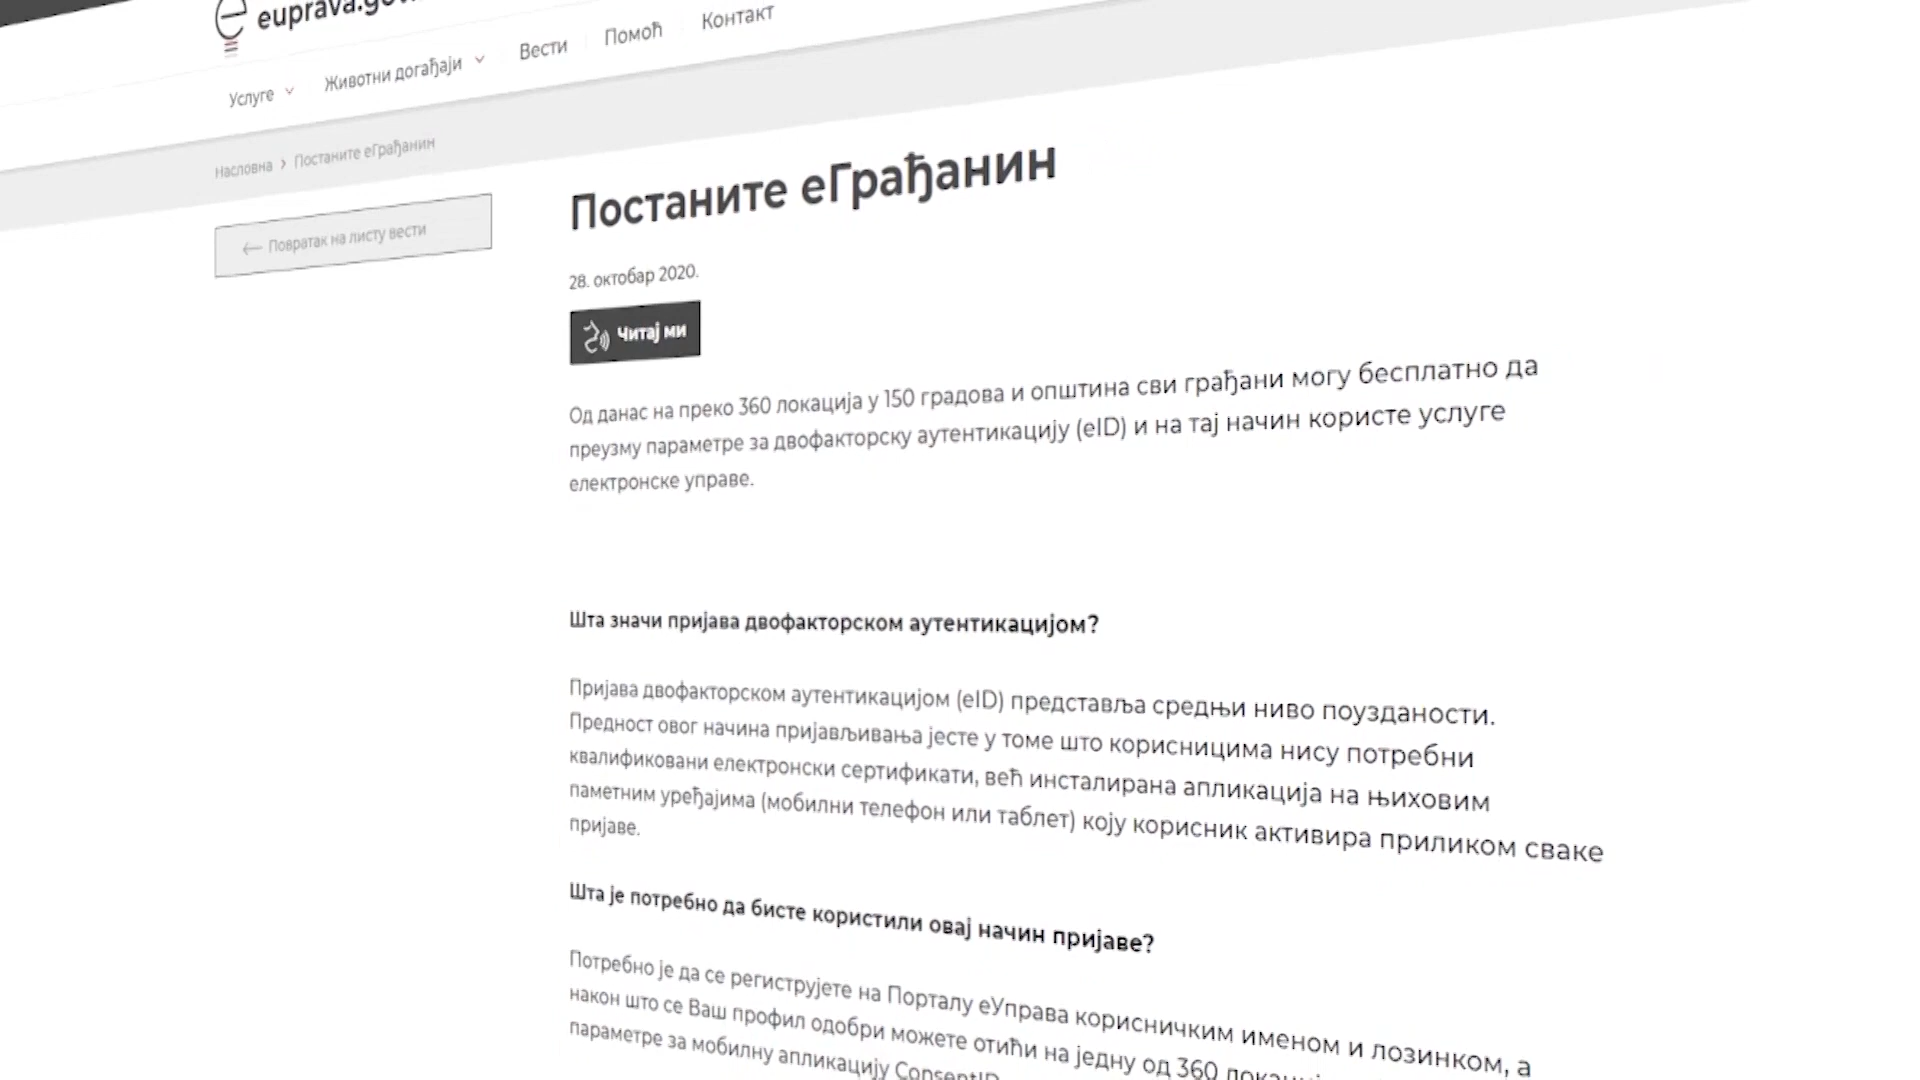 Услуге Животни догађаји Вести Помоћ Контакт
Насловна › Постаните еГрађанин
← Повратак на листу вести
Постаните еГрађанин
28. октобар 2020.
Читај ми
Од данас на преко 360 локација у 150 градова и општина сви грађани могу бесплатно да
преузму параметре за двофакторску аутентикацију (eID) и на тај начин користе услуге
електронске управе.
Шта значи пријава двофакторском аутентикацијом?
Пријава двофакторском аутентикацијом (eID) представља средњи ниво поузданости.
Предност овог начина пријављивања јесте у томе што корисницима нису потребни
квалификовани електронски сертификати, већ инсталирана апликација на њиховим
паметним уређајима (мобилни телефон или таблет) коју корисник активира приликом сваке
пријаве.
Шта је потребно да бисте користили овај начин пријаве?
Потребно је да се региструјете на Порталу еУправа корисничким именом и лозинком, а
након што се Ваш профил одобри можете отићи на једну од 360
параметре за мобилну апликацију ConsentID